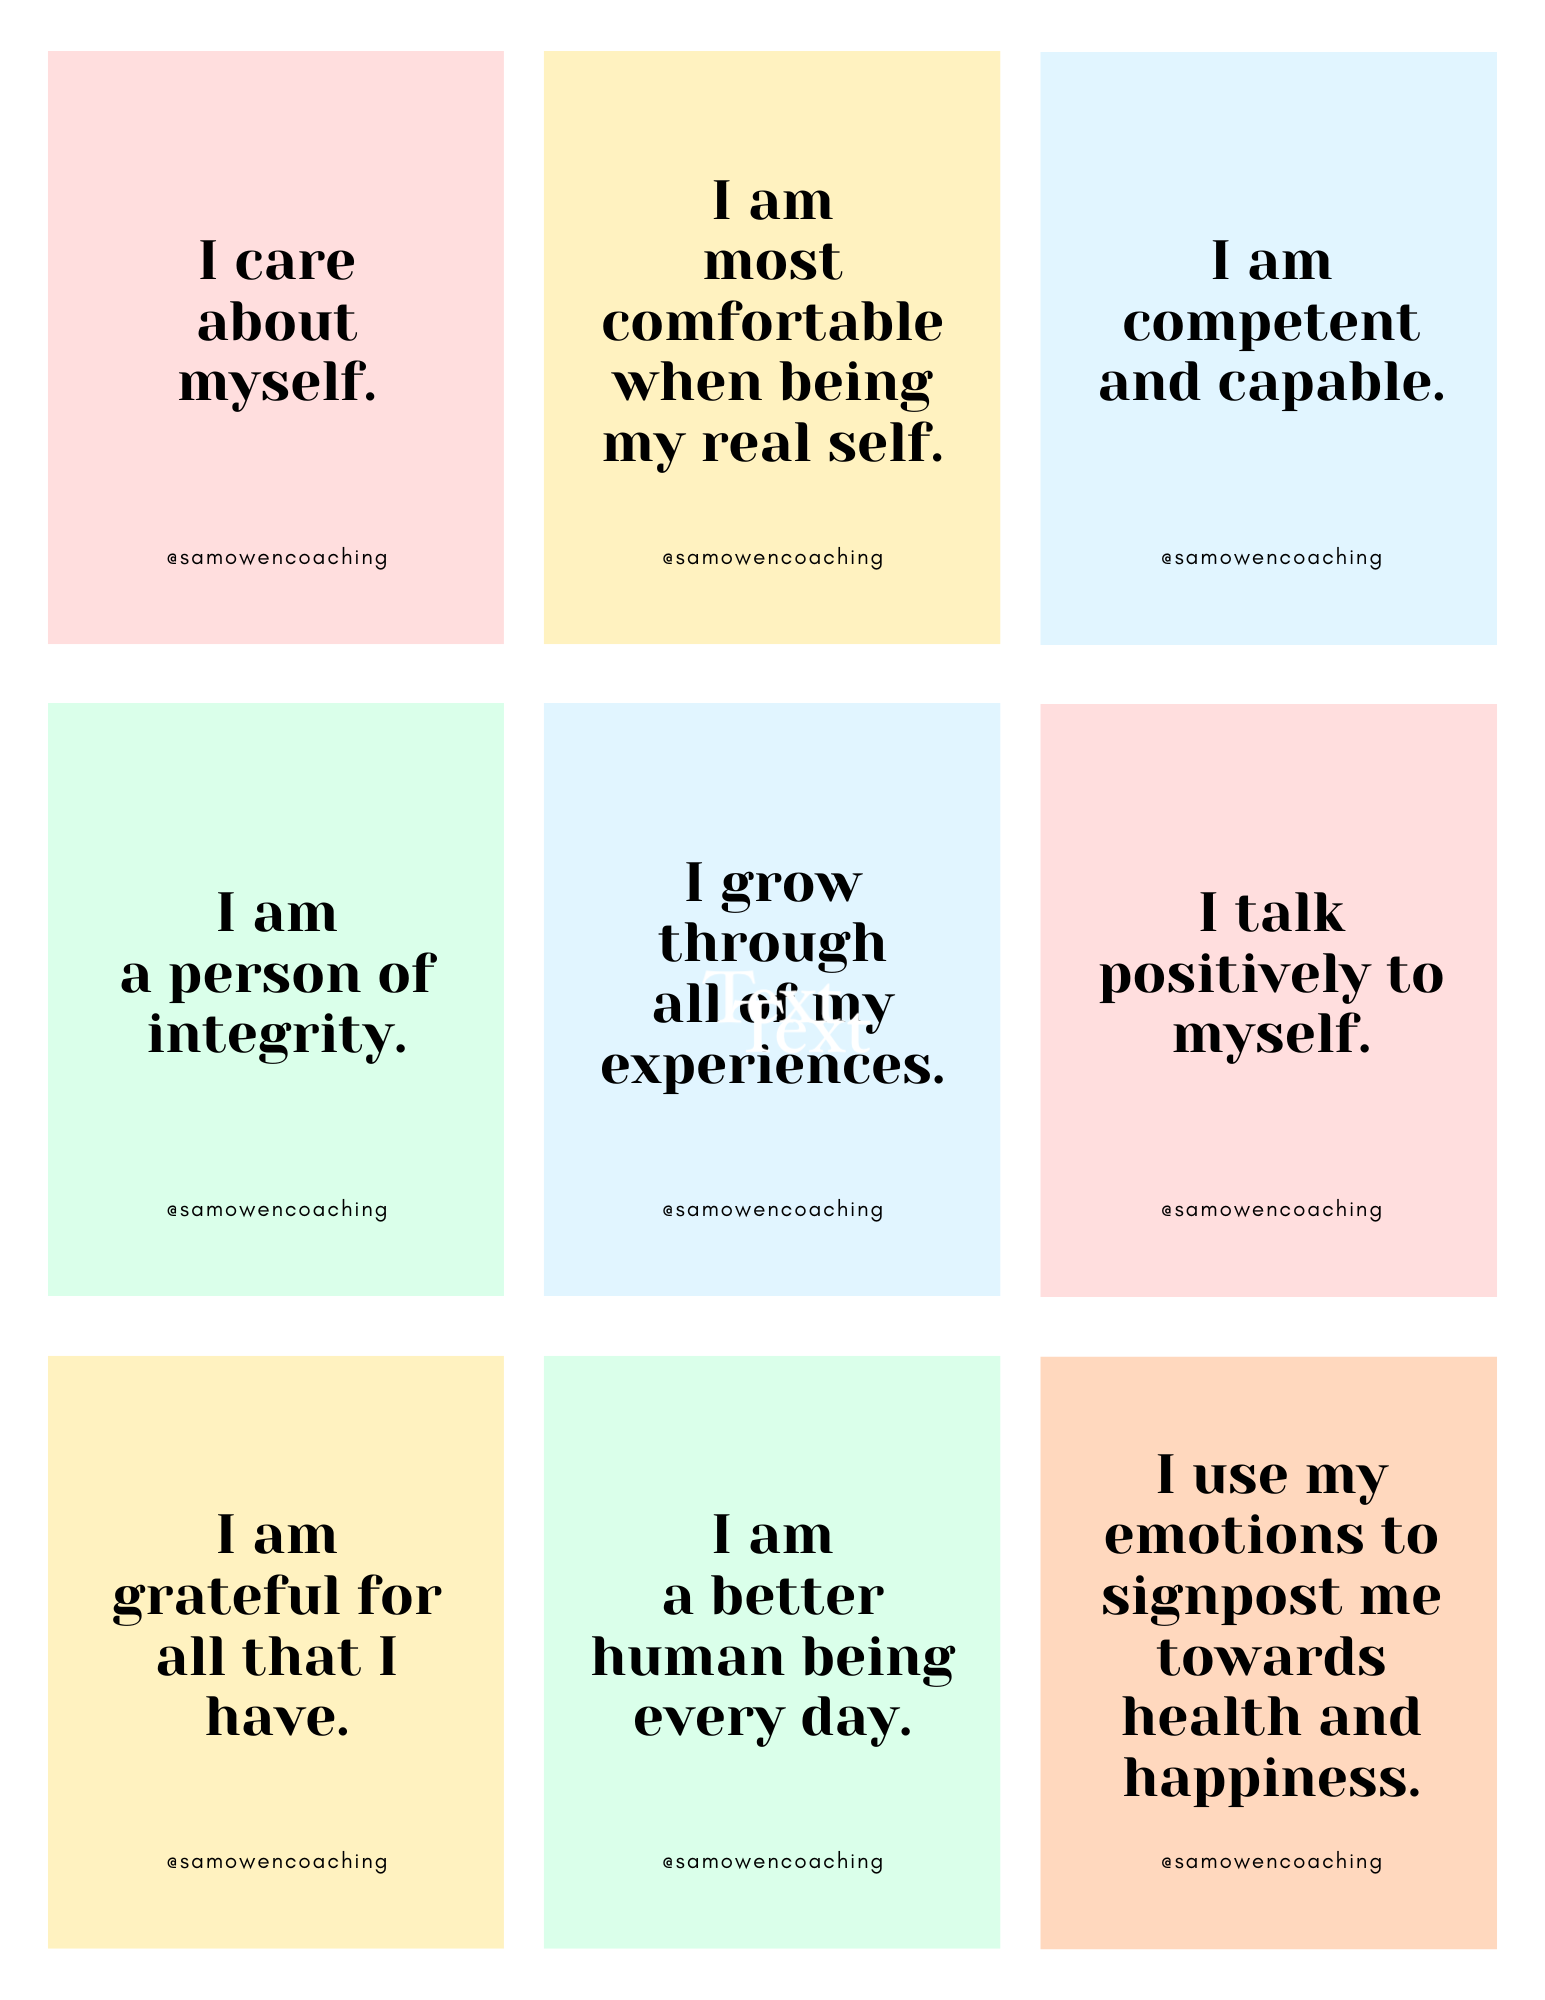 I care
about
myself.
@samowencoaching
I am
most
comfortable
when being
my real self.
@samowencoaching
I am
competent
and capable.
@samowencoaching
I am
a person of
integrity.
@samowencoaching
I grow
through
all of my
experiences.
Text
Text
@samowencoaching
I talk
positively to
myself.
@samowencoaching
I am
grateful for
all that I
have.
@samowencoaching
I am
a better
human being
every day.
@samowencoaching
I use my
emotions to
signpost me
towards
health and
happiness.
@samowencoaching